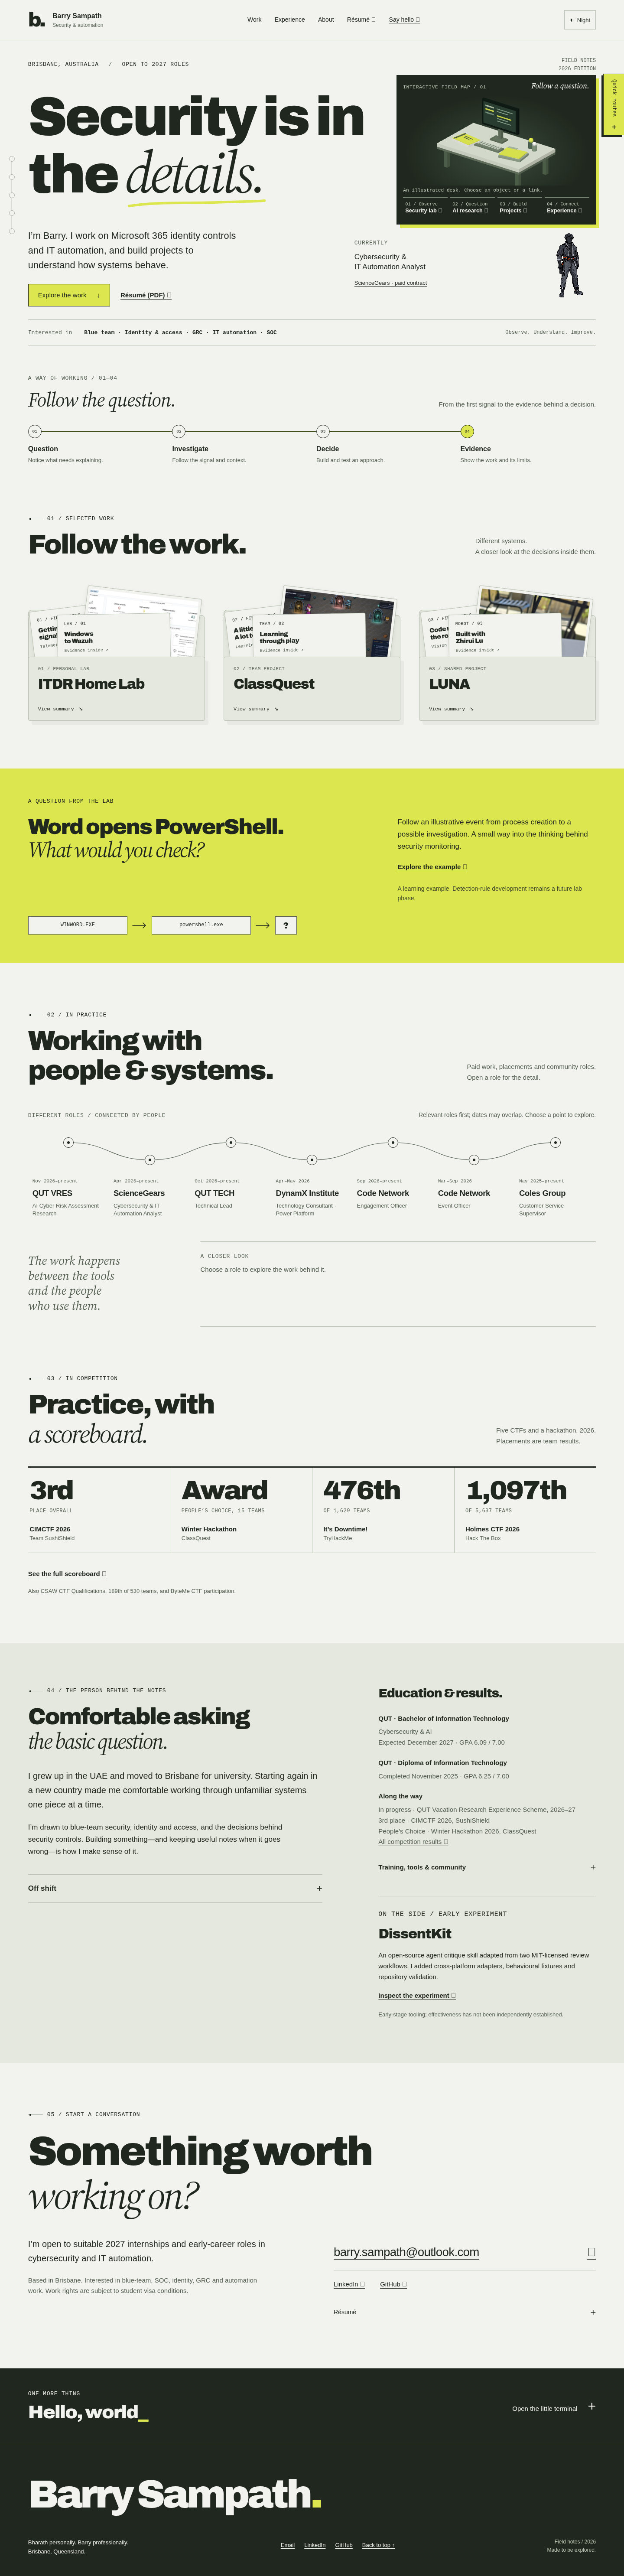 b.
Barry Sampath
Security & automation
Work
Experience
About
Résumé
Say hello
Night
BRISBANE, AUSTRALIA / OPEN TO 2027 ROLES
FIELD NOTES
2026 EDITION
Quick routes +
Security is in
the details.
INTERACTIVE FIELD MAP / 01
Follow a question.
An illustrated desk. Choose an object or a link.
01 / Observe
Security lab
02 / Question
AI research
03 / Build
Projects
04 / Connect
Experience
I'm Barry. I work on Microsoft 365 identity controls
and IT automation, and build projects to
understand how systems behave.
Explore the work ↓
Résumé (PDF)
CURRENTLY
Cybersecurity &
IT Automation Analyst
ScienceGears · paid contract
Interested in
Blue team · Identity & access · GRC · IT automation · SOC
Observe. Understand. Improve.
A WAY OF WORKING / 01—04
Follow the question.
From the first signal to the evidence behind a decision.
01
02
03
04
Question
Notice what needs explaining.
Investigate
Follow the signal and context.
Decide
Build and test an approach.
Evidence
Show the work and its limits.
01 / SELECTED WORK
Follow the work.
Different systems.
A closer look at the decisions inside them.
LAB / 01
Windows
to Wazuh
Evidence inside ↗
01 / PERSONAL LAB
ITDR Home Lab
View summary ↘
TEAM / 02
Learning
through play
Evidence inside ↗
02 / TEAM PROJECT
ClassQuest
View summary ↘
ROBOT / 03
Built with
Zhirui Lu
Evidence inside ↗
03 / SHARED PROJECT
LUNA
View summary ↘
A QUESTION FROM THE LAB
Word opens PowerShell.
What would you check?
Follow an illustrative event from process creation to a
possible investigation. A small way into the thinking behind
security monitoring.
Explore the example
A learning example. Detection-rule development remains a future lab
phase.
WINWORD.EXE
powershell.exe
?
02 / IN PRACTICE
Working with
people & systems.
Paid work, placements and community roles.
Open a role for the detail.
DIFFERENT ROLES / CONNECTED BY PEOPLE
Relevant roles first; dates may overlap. Choose a point to explore.
Nov 2026–present
QUT VRES
AI Cyber Risk Assessment
Research
Apr 2026–present
ScienceGears
Cybersecurity & IT
Automation Analyst
Oct 2026–present
QUT TECH
Technical Lead
Apr–May 2026
DynamX Institute
Technology Consultant ·
Power Platform
Sep 2026–present
Code Network
Engagement Officer
Mar–Sep 2026
Code Network
Event Officer
May 2025–present
Coles Group
Customer Service
Supervisor
The work happens
between the tools
and the people
who use them.
A CLOSER LOOK
Choose a role to explore the work behind it.
03 / IN COMPETITION
Practice, with
a scoreboard.
Five CTFs and a hackathon, 2026.
Placements are team results.
3rd
PLACE OVERALL
CIMCTF 2026
Team SushiShield
Award
PEOPLE'S CHOICE, 15 TEAMS
Winter Hackathon
ClassQuest
476th
OF 1,629 TEAMS
It's Downtime!
TryHackMe
1,097th
OF 5,637 TEAMS
Holmes CTF 2026
Hack The Box
See the full scoreboard
Also CSAW CTF Qualifications, 189th of 530 teams, and ByteMe CTF participation.
04 / THE PERSON BEHIND THE NOTES
Comfortable asking
the basic question.
I grew up in the UAE and moved to Brisbane for university. Starting again in
a new country made me comfortable working through unfamiliar systems
one piece at a time.
I'm drawn to blue-team security, identity and access, and the decisions behind
security controls. Building something—and keeping useful notes when it goes
wrong—is how I make sense of it.
Off shift +
Education & results.
QUT · Bachelor of Information Technology
Cybersecurity & AI
Expected December 2027 · GPA 6.09 / 7.00
QUT · Diploma of Information Technology
Completed November 2025 · GPA 6.25 / 7.00
Along the way
In progress · QUT Vacation Research Experience Scheme, 2026–27
3rd place · CIMCTF 2026, SushiShield
People's Choice · Winter Hackathon 2026, ClassQuest
All competition results
Training, tools & community +
ON THE SIDE / EARLY EXPERIMENT
DissentKit
An open-source agent critique skill adapted from two MIT-licensed review
workflows. I added cross-platform adapters, behavioural fixtures and
repository validation.
Inspect the experiment
Early-stage tooling; effectiveness has not been independently established.
05 / START A CONVERSATION
Something worth
working on?
I'm open to suitable 2027 internships and early-career roles in
cybersecurity and IT automation.
Based in Brisbane. Interested in blue-team, SOC, identity, GRC and automation
work. Work rights are subject to student visa conditions.
barry.sampath@outlook.com
LinkedIn
GitHub
Résumé +
ONE MORE THING
Hello, world_
Open the little terminal +
Barry Sampath.
Bharath personally. Barry professionally.
Brisbane, Queensland.
Email
LinkedIn
GitHub
Back to top ↑
Field notes / 2026
Made to be explored.